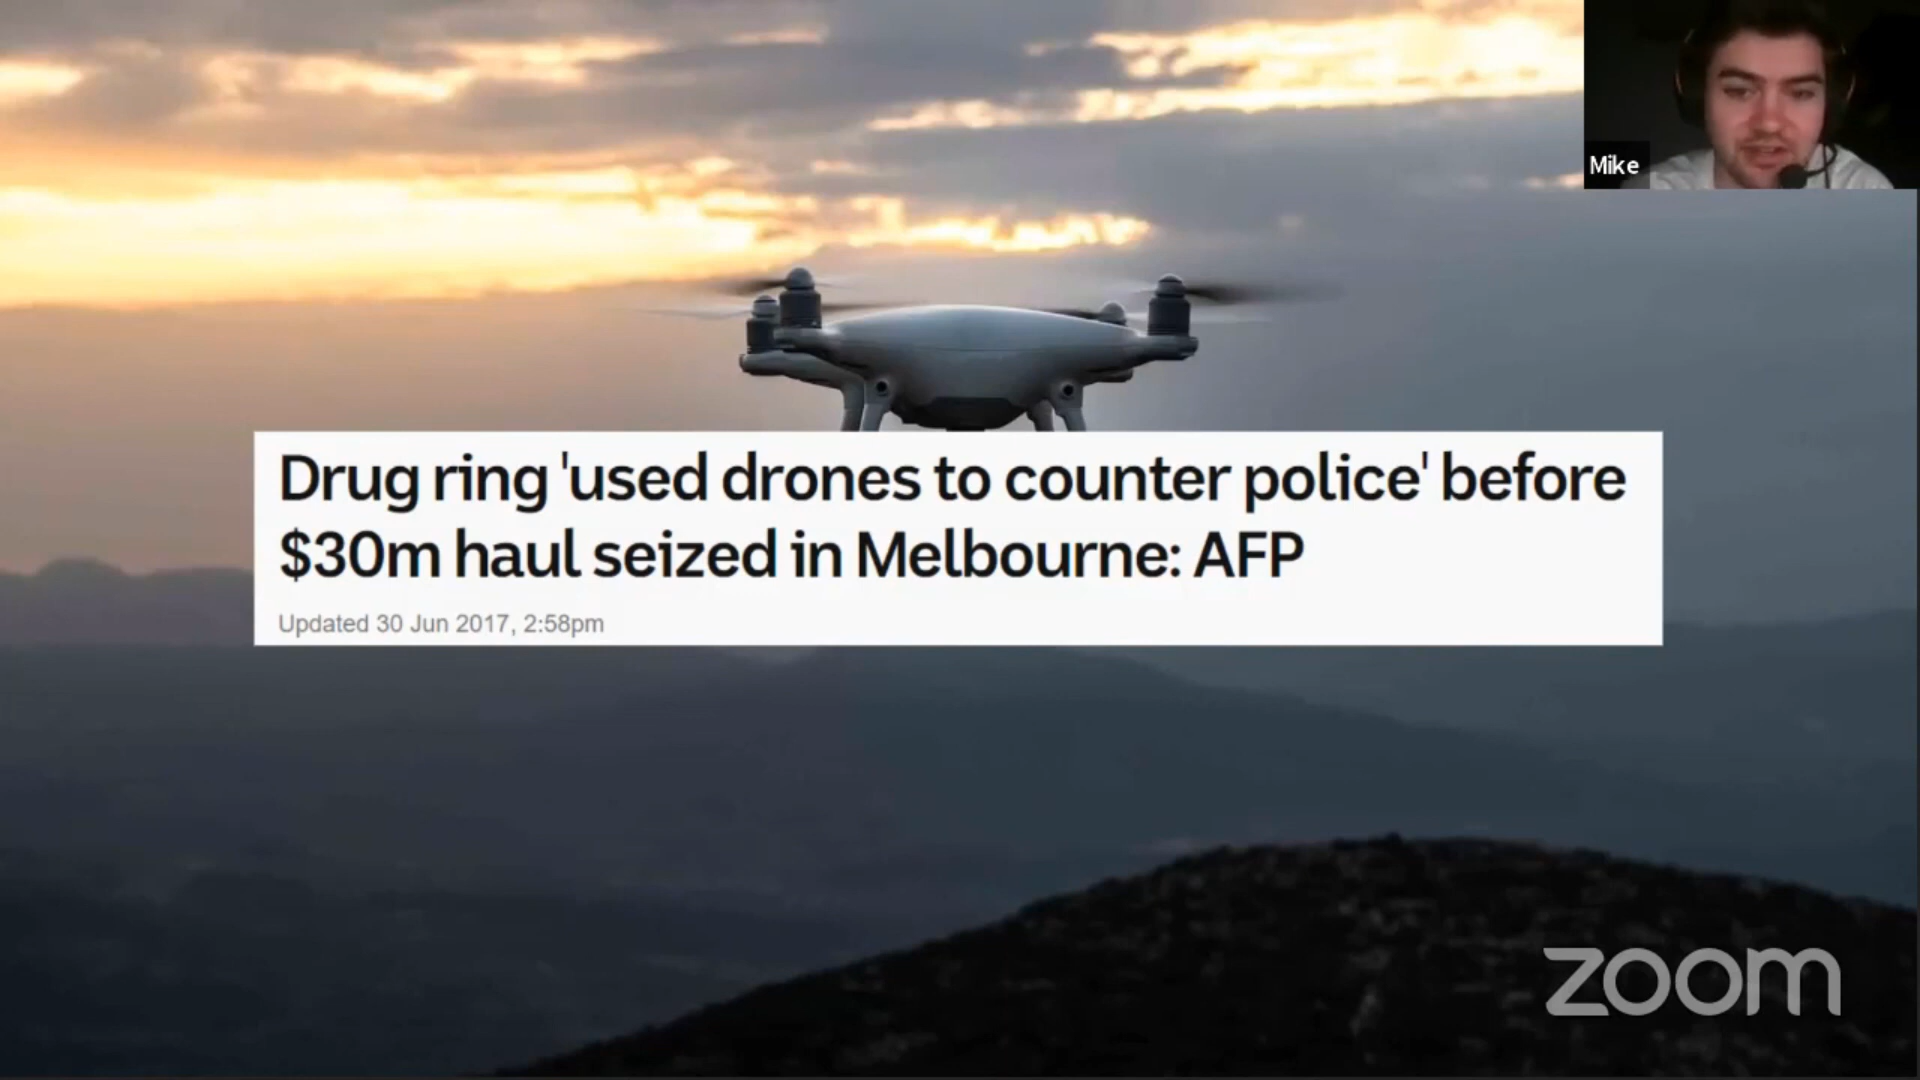 Mike
Drug ring 'used drones to counter police' before
$30m haul seized in Melbourne: AFP
Updated 30 Jun 2017, 2:58pm
zoom